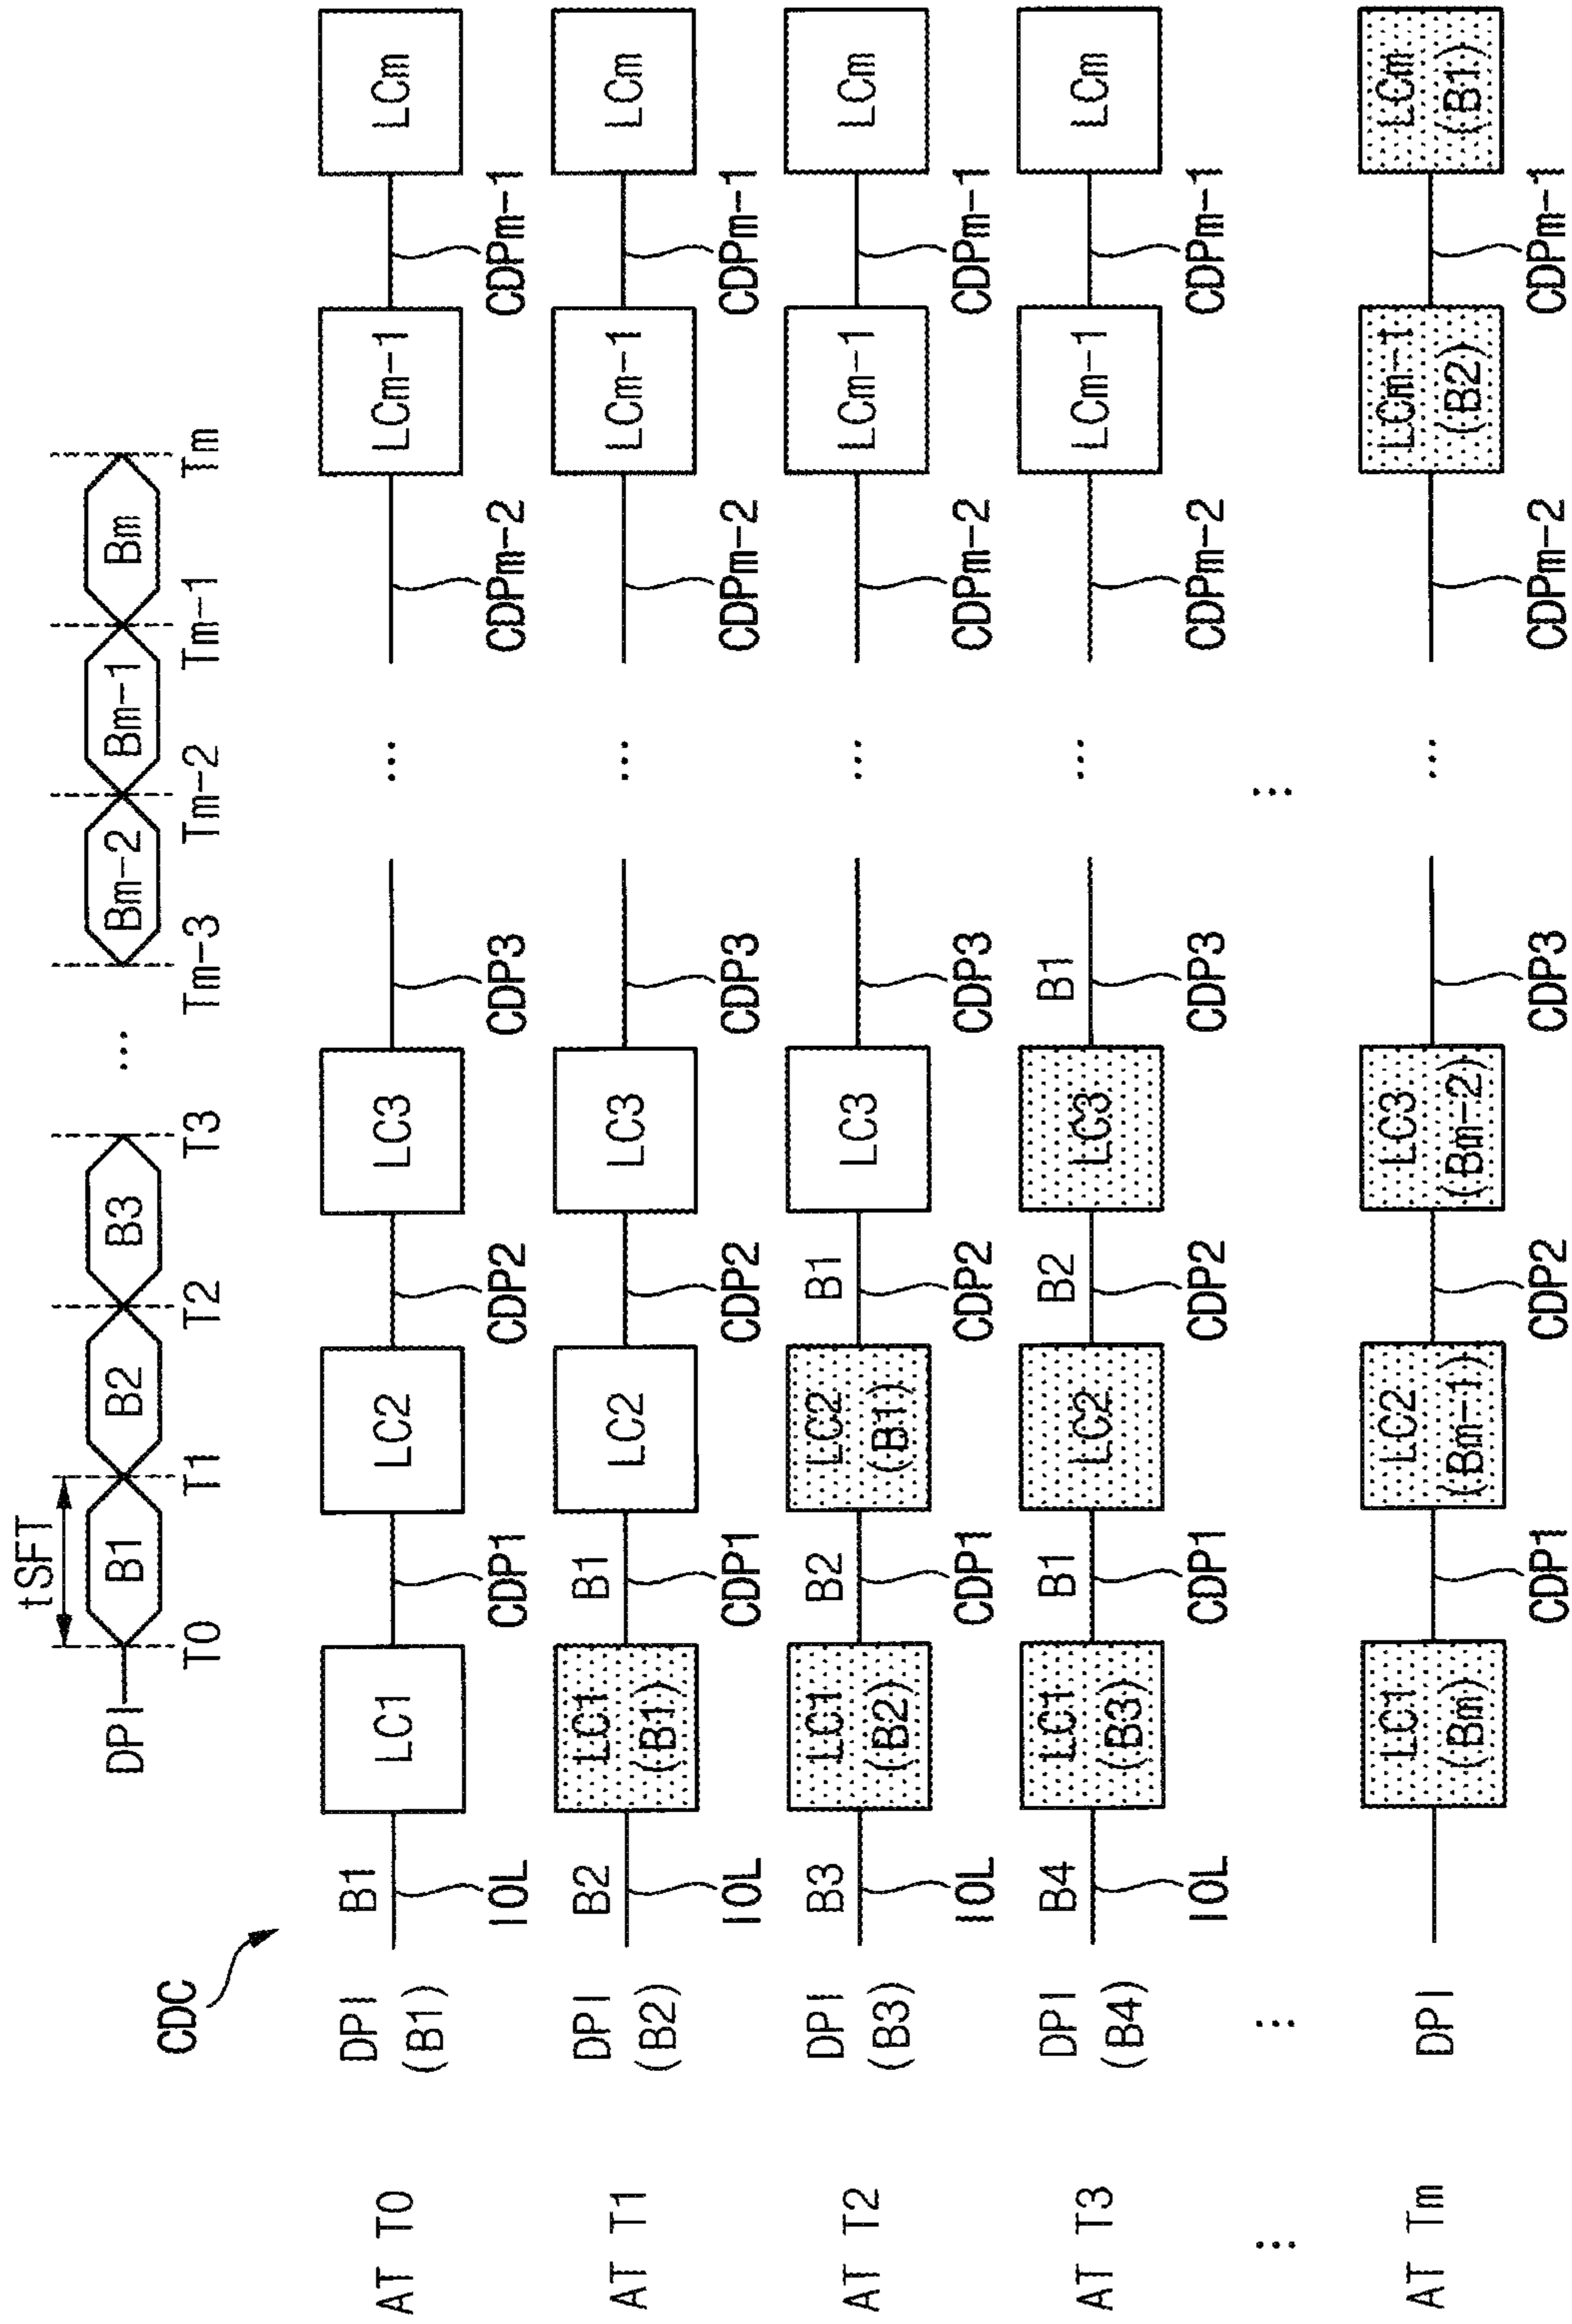 tSFT
DPI B1 B2 B3 ... Bm-2 Bm-1 Bm
T0 T1 T2 T3 Tm-3 Tm-2 Tm-1 Tm
CDC
AT T0 DPI B1 LC1 LC2 LC3 ... LCm-1 LCm
(B1) IOL CDP1 CDP2 CDP3 CDPm-2 CDPm-1
AT T1 DPI B2 LC1 B1 LC2 LC3 ... LCm-1 LCm
(B2) IOL (B1) CDP1 CDP2 CDP3 CDPm-2 CDPm-1
AT T2 DPI B3 LC1 B2 LC2 B1 LC3 ... LCm-1 LCm
(B3) IOL (B2) CDP1 (B1) CDP2 CDP3 CDPm-2 CDPm-1
AT T3 DPI B4 LC1 B1 LC2 B2 LC3 B1 ... LCm-1 LCm
(B4) IOL (B3) CDP1 CDP2 CDP3 CDPm-2 CDPm-1
... ... ...
AT Tm DPI LC1 LC2 LC3 ... LCm-1 LCm
(Bm) CDP1 (Bm-1) CDP2 (Bm-2) CDP3 CDPm-2 (B2) CDPm-1 (B1)